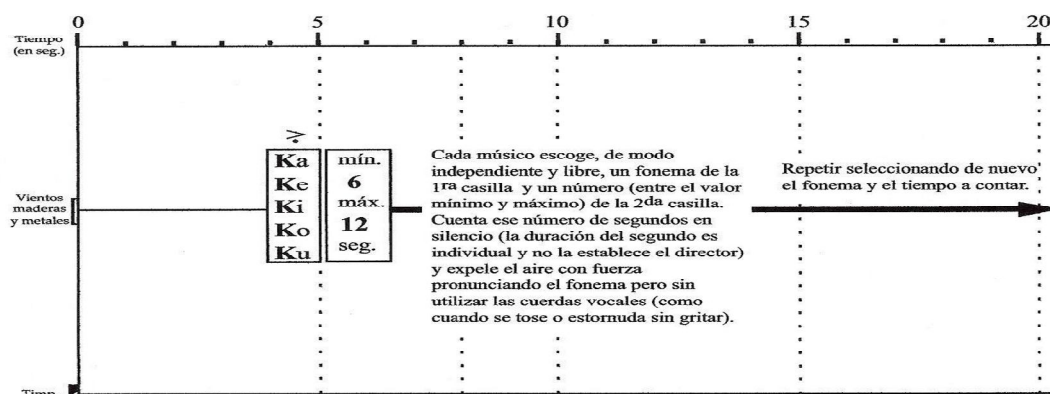 0 5 10 15 20
Tiempo
(en seg.)
Vientos
maderas
y metales
Ka
Ke
Ki
Ko
Ku
mín.
6
máx.
12
seg.
Cada músico escoge, de modo
independiente y libre, un fonema de la
1ra casilla y un número (entre el valor
mínimo y máximo) de la 2da casilla.
Cuenta ese número de segundos en
silencio (la duración del segundo es
individual y no la establece el director)
y expele el aire con fuerza
pronunciando el fonema pero sin
utilizar las cuerdas vocales (como
cuando se tose o estornuda sin gritar).
Repetir seleccionando de nuevo
el fonema y el tiempo a contar.
Timp